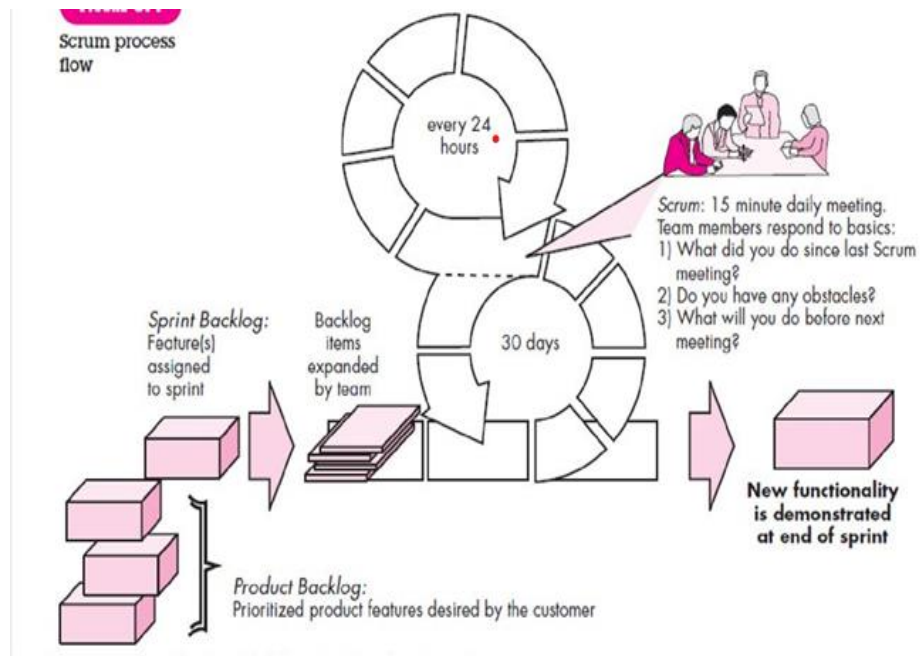 Scrum process
flow
every 24
hours
Scrum: 15 minute daily meeting.
Team members respond to basics:
1) What did you do since last Scrum
meeting?
2) Do you have any obstacles?
3) What will you do before next
meeting?
Sprint Backlog:
Feature(s)
assigned
to sprint
Backlog
items
expanded
by team
30 days
New functionality
is demonstrated
at end of sprint
Product Backlog:
Prioritized product features desired by the customer